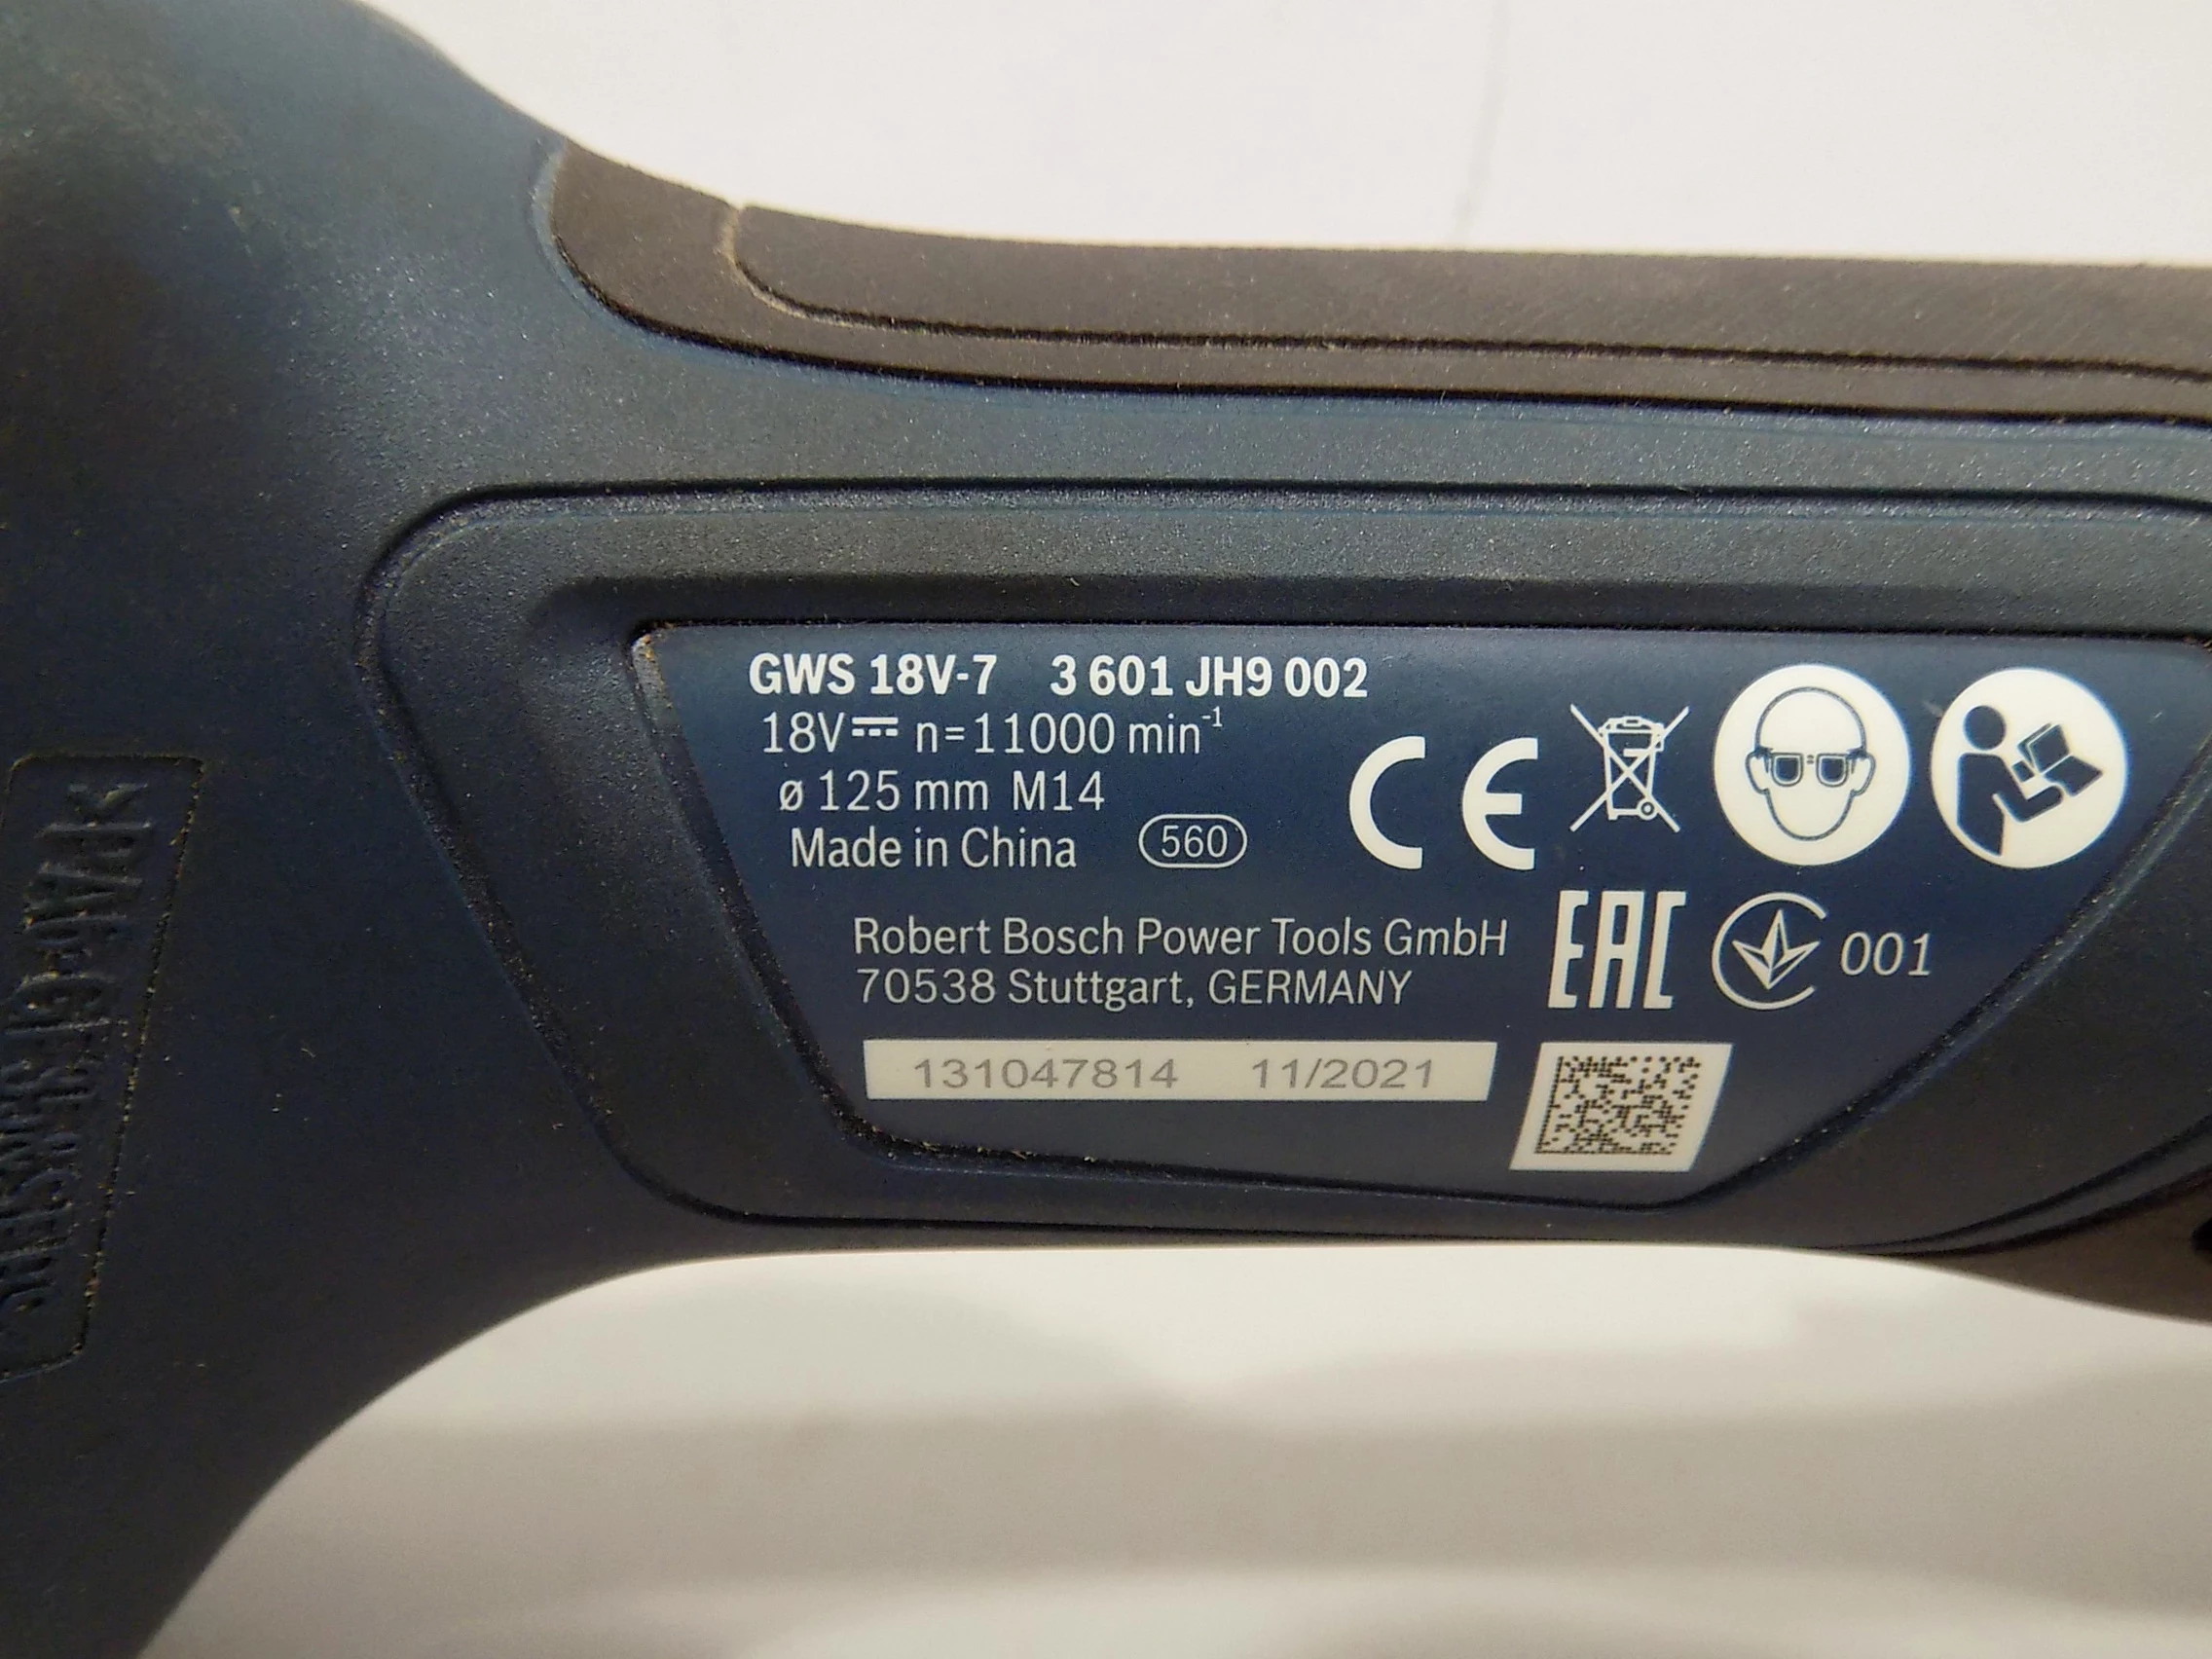 GWS 18V-7 3 601 JH9 002
18V n=11000 min⁻¹
ø 125 mm M14
Made in China 560
CE
Robert Bosch Power Tools GmbH
70538 Stuttgart, GERMANY
EAC 001
131047814 11/2021